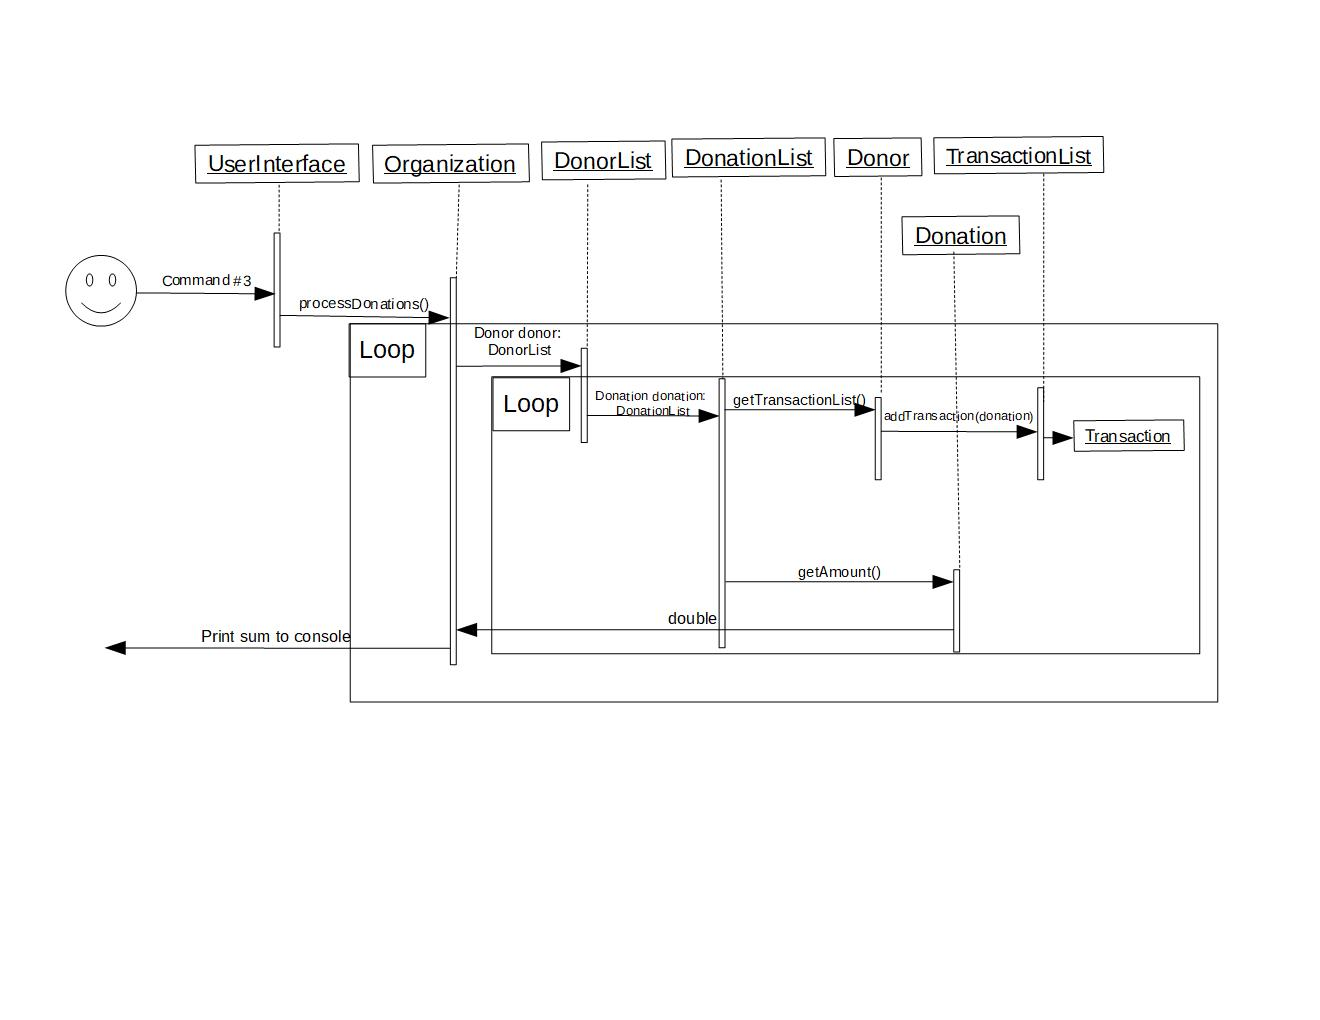 UserInterface
Organization
DonorList
DonationList
Donor
TransactionList
Donation
Command #3
processDonations()
Loop
Donor donor:
DonorList
Loop
Donation donation:
DonationList
getTransactionList()
addTransaction(donation)
Transaction
getAmount()
double
Print sum to console